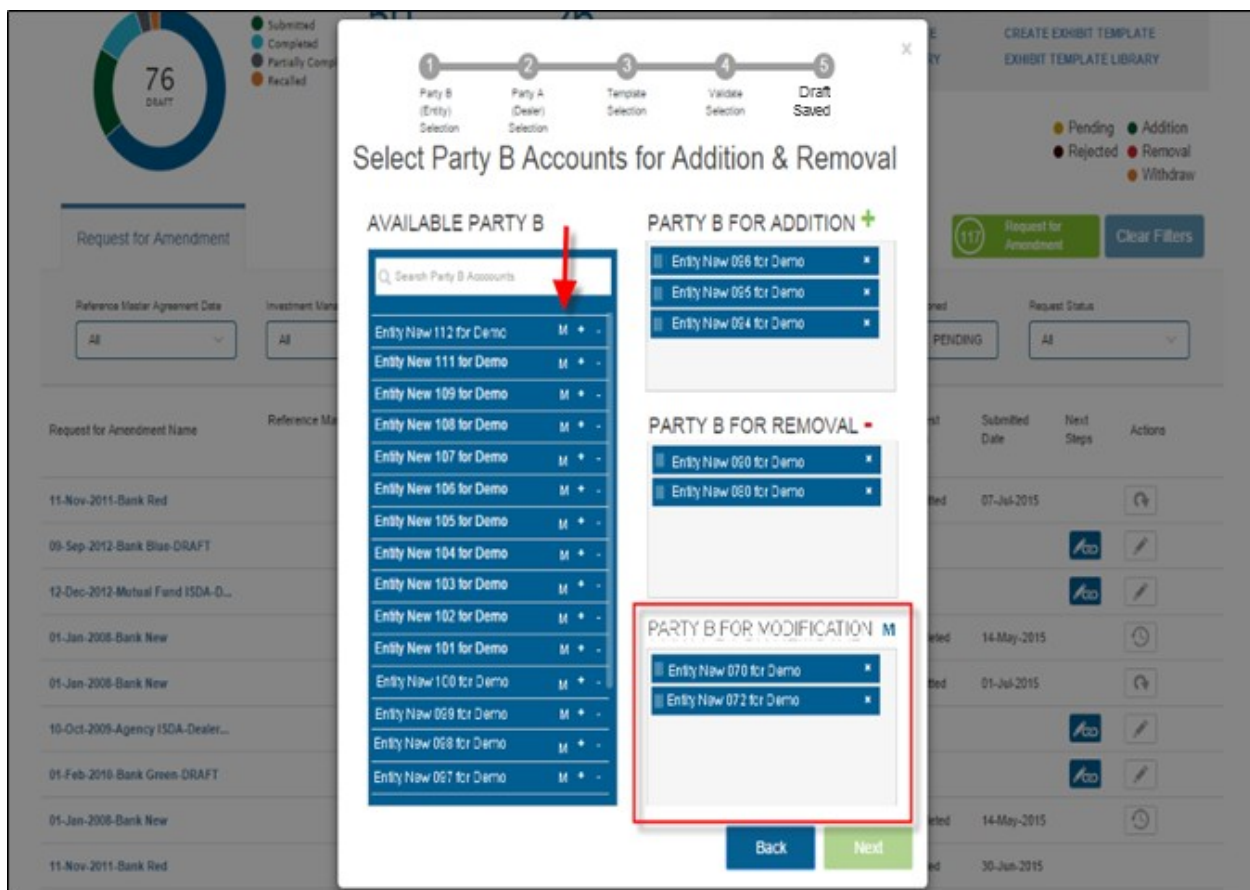 76
DRAFT
Submitted
Completed
Recalled
CREATE EXHIBIT TEMPLATE
EXHIBIT TEMPLATE LIBRARY
Pending
Addition
Rejected
Removal
Withdraw
x
1
2
3
4
5
Party B
(Entity)
Selection
Party A
(Dealer)
Selection
Template
Selection
Validate
Selection
Draft
Saved
Select Party B Accounts for Addition & Removal
Request for Amendment
117
Request for
Amendment
Clear Filters
Reference Master Agreement Date
All
All
PENDING
Request Status
All
AVAILABLE PARTY B
Search Party B Accounts
Entity New 112 for Demo M + -
Entity New 111 for Demo M + -
Entity New 109 for Demo M + -
Entity New 108 for Demo M + -
Entity New 107 for Demo M + -
Entity New 106 for Demo M + -
Entity New 105 for Demo M + -
Entity New 104 for Demo M + -
Entity New 103 for Demo M + -
Entity New 102 for Demo M + -
Entity New 101 for Demo M + -
Entity New 100 for Demo M + -
Entity New 099 for Demo M + -
Entity New 098 for Demo M + -
Entity New 097 for Demo M + -
PARTY B FOR ADDITION +
Entity New 096 for Demo x
Entity New 095 for Demo x
Entity New 094 for Demo x
PARTY B FOR REMOVAL -
Entity New 090 for Demo x
Entity New 080 for Demo x
PARTY B FOR MODIFICATION M
Entity New 070 for Demo x
Entity New 072 for Demo x
Back
Next
Request for Amendment Name
Reference
Submitted
Date
Next
Steps
Actions
11-Nov-2011-Bank Red
07-Jul-2015
09-Sep-2012-Bank Blue-DRAFT
12-Dec-2012-Mutual Fund ISDA-D...
01-Jan-2008-Bank New
14-May-2015
01-Jan-2008-Bank New
01-Jul-2015
10-Oct-2009-Agency ISDA-Dealer...
01-Feb-2010-Bank Green-DRAFT
01-Jan-2008-Bank New
14-May-2015
11-Nov-2011-Bank Red
30-Jun-2015